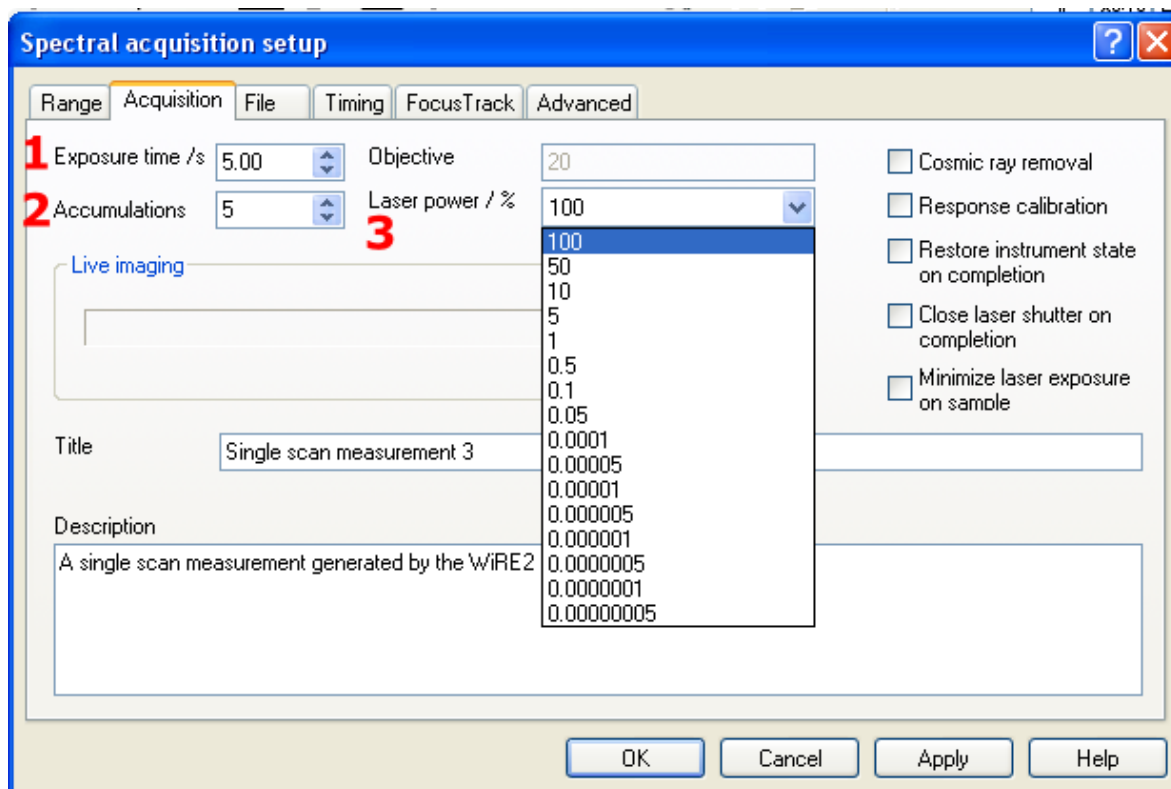 Spectral acquisition setup
Range Acquisition File Timing FocusTrack Advanced
1 Exposure time /s 5.00 Objective 20 Cosmic ray removal
2 Accumulations 5 Laser power / % 100 Response calibration
3
100
50
10
5
1
0.5
0.1
0.05
0.0001
0.00005
0.00001
0.000005
0.000001
0.0000005
0.0000001
0.00000005
Restore instrument state
on completion
Close laser shutter on
completion
Minimize laser exposure
on sample
Live imaging
Title Single scan measurement 3
Description
A single scan measurement generated by the WiRE2
OK Cancel Apply Help